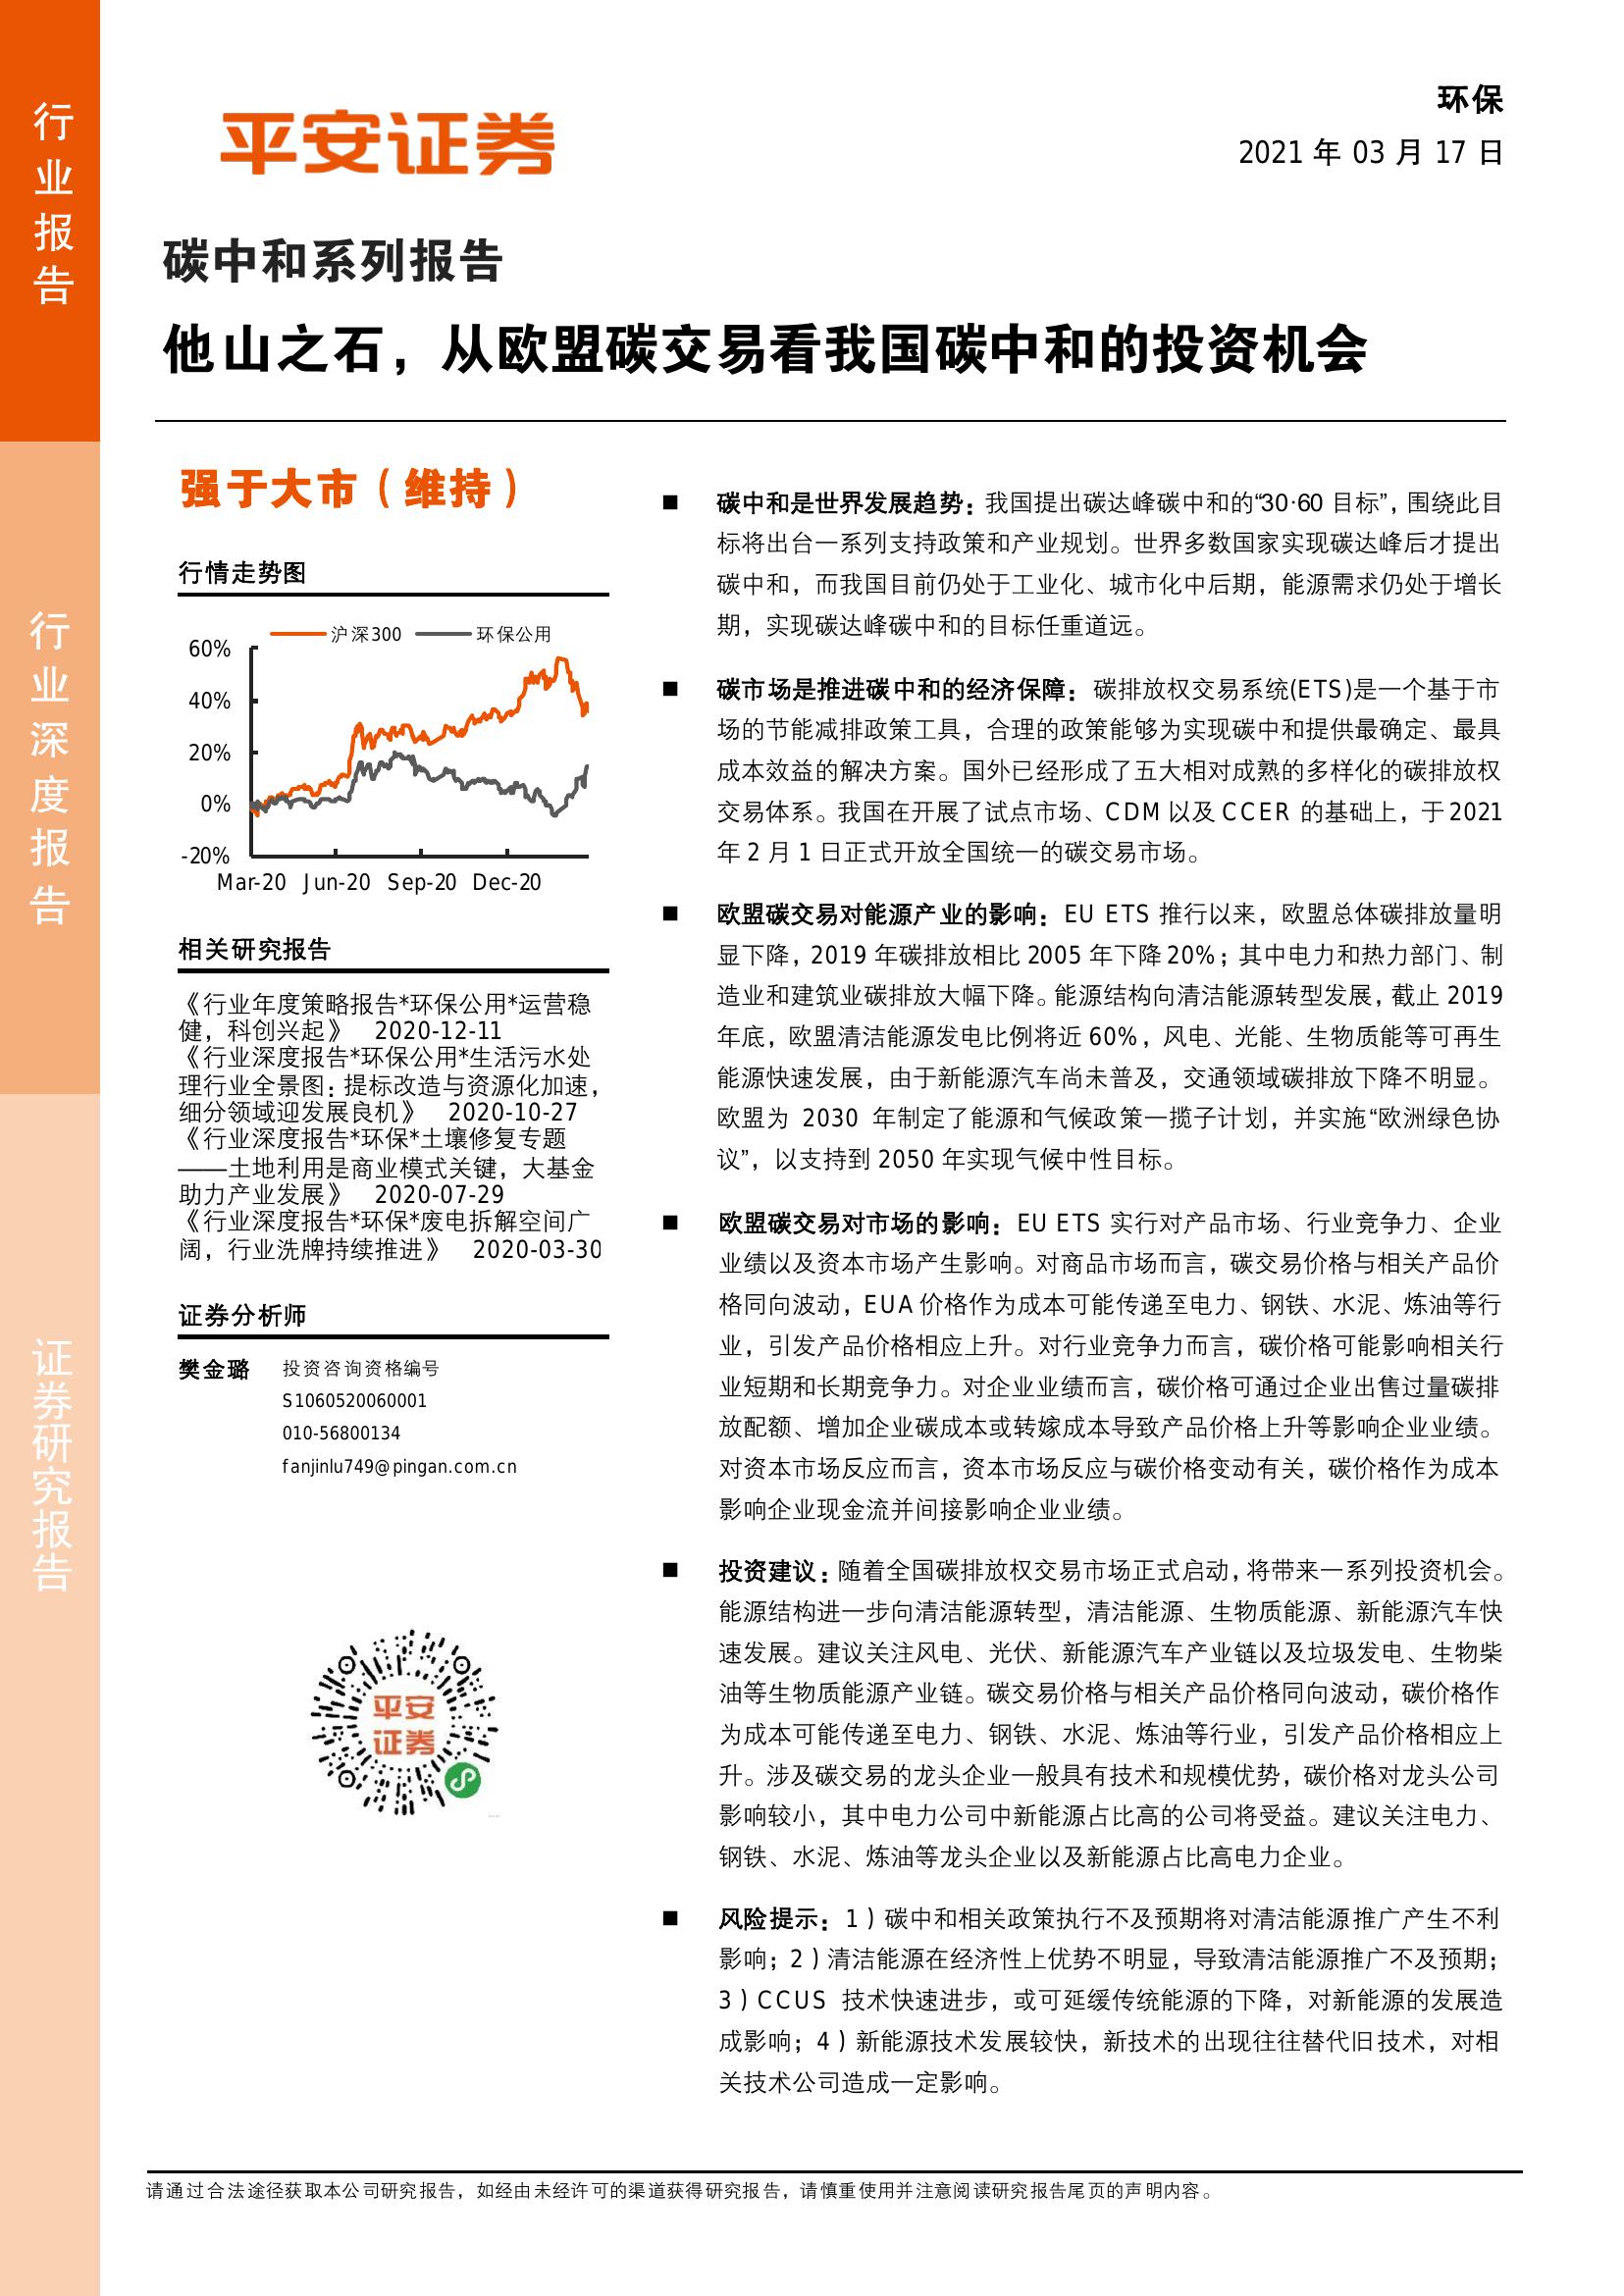 行业报告
行业深度报告
证券研究报告
平安证券
环保
2021 年 03 月 17 日
碳中和系列报告
他山之石，从欧盟碳交易看我国碳中和的投资机会
强于大市（维持）
行情走势图
沪深300 环保公用
60%
40%
20%
0%
-20%
Mar-20 Jun-20 Sep-20 Dec-20
相关研究报告
《行业年度策略报告*环保公用*运营稳
健，科创兴起》 2020-12-11
《行业深度报告*环保公用*生活污水处
理行业全景图：提标改造与资源化加速，
细分领域迎发展良机》 2020-10-27
《行业深度报告*环保*土壤修复专题
——土地利用是商业模式关键，大基金
助力产业发展》 2020-07-29
《行业深度报告*环保*废电拆解空间广
阔，行业洗牌持续推进》 2020-03-30
证券分析师
樊金璐 投资咨询资格编号
S1060520060001
010-56800134
fanjinlu749@pingan.com.cn
平安
证券
■ 碳中和是世界发展趋势：我国提出碳达峰碳中和的“30·60 目标”，围绕此目
标将出台一系列支持政策和产业规划。世界多数国家实现碳达峰后才提出
碳中和，而我国目前仍处于工业化、城市化中后期，能源需求仍处于增长
期，实现碳达峰碳中和的目标任重道远。
■ 碳市场是推进碳中和的经济保障：碳排放权交易系统(ETS)是一个基于市
场的节能减排政策工具，合理的政策能够为实现碳中和提供最确定、最具
成本效益的解决方案。国外已经形成了五大相对成熟的多样化的碳排放权
交易体系。我国在开展了试点市场、CDM 以及 CCER 的基础上，于 2021
年 2 月 1 日正式开放全国统一的碳交易市场。
■ 欧盟碳交易对能源产业的影响：EU ETS 推行以来，欧盟总体碳排放量明
显下降，2019 年碳排放相比 2005 年下降 20%；其中电力和热力部门、制
造业和建筑业碳排放大幅下降。能源结构向清洁能源转型发展，截止 2019
年底，欧盟清洁能源发电比例将近 60%，风电、光能、生物质能等可再生
能源快速发展，由于新能源汽车尚未普及，交通领域碳排放下降不明显。
欧盟为 2030 年制定了能源和气候政策一揽子计划，并实施“欧洲绿色协
议”，以支持到 2050 年实现气候中性目标。
■ 欧盟碳交易对市场的影响：EU ETS 实行对产品市场、行业竞争力、企业
业绩以及资本市场产生影响。对商品市场而言，碳交易价格与相关产品价
格同向波动，EUA 价格作为成本可能传递至电力、钢铁、水泥、炼油等行
业，引发产品价格相应上升。对行业竞争力而言，碳价格可能影响相关行
业短期和长期竞争力。对企业业绩而言，碳价格可通过企业出售过量碳排
放配额、增加企业碳成本或转嫁成本导致产品价格上升等影响企业业绩。
对资本市场反应而言，资本市场反应与碳价格变动有关，碳价格作为成本
影响企业现金流并间接影响企业业绩。
■ 投资建议：随着全国碳排放权交易市场正式启动，将带来一系列投资机会。
能源结构进一步向清洁能源转型，清洁能源、生物质能源、新能源汽车快
速发展。建议关注风电、光伏、新能源汽车产业链以及垃圾发电、生物柴
油等生物质能源产业链。碳交易价格与相关产品价格同向波动，碳价格作
为成本可能传递至电力、钢铁、水泥、炼油等行业，引发产品价格相应上
升。涉及碳交易的龙头企业一般具有技术和规模优势，碳价格对龙头公司
影响较小，其中电力公司中新能源占比高的公司将受益。建议关注电力、
钢铁、水泥、炼油等龙头企业以及新能源占比高电力企业。
■ 风险提示：1）碳中和相关政策执行不及预期将对清洁能源推广产生不利
影响；2）清洁能源在经济性上优势不明显，导致清洁能源推广不及预期；
3）CCUS 技术快速进步，或可延缓传统能源的下降，对新能源的发展造
成影响；4）新能源技术发展较快，新技术的出现往往替代旧技术，对相
关技术公司造成一定影响。
请通过合法途径获取本公司研究报告，如经由未经许可的渠道获得研究报告，请慎重使用并注意阅读研究报告尾页的声明内容。